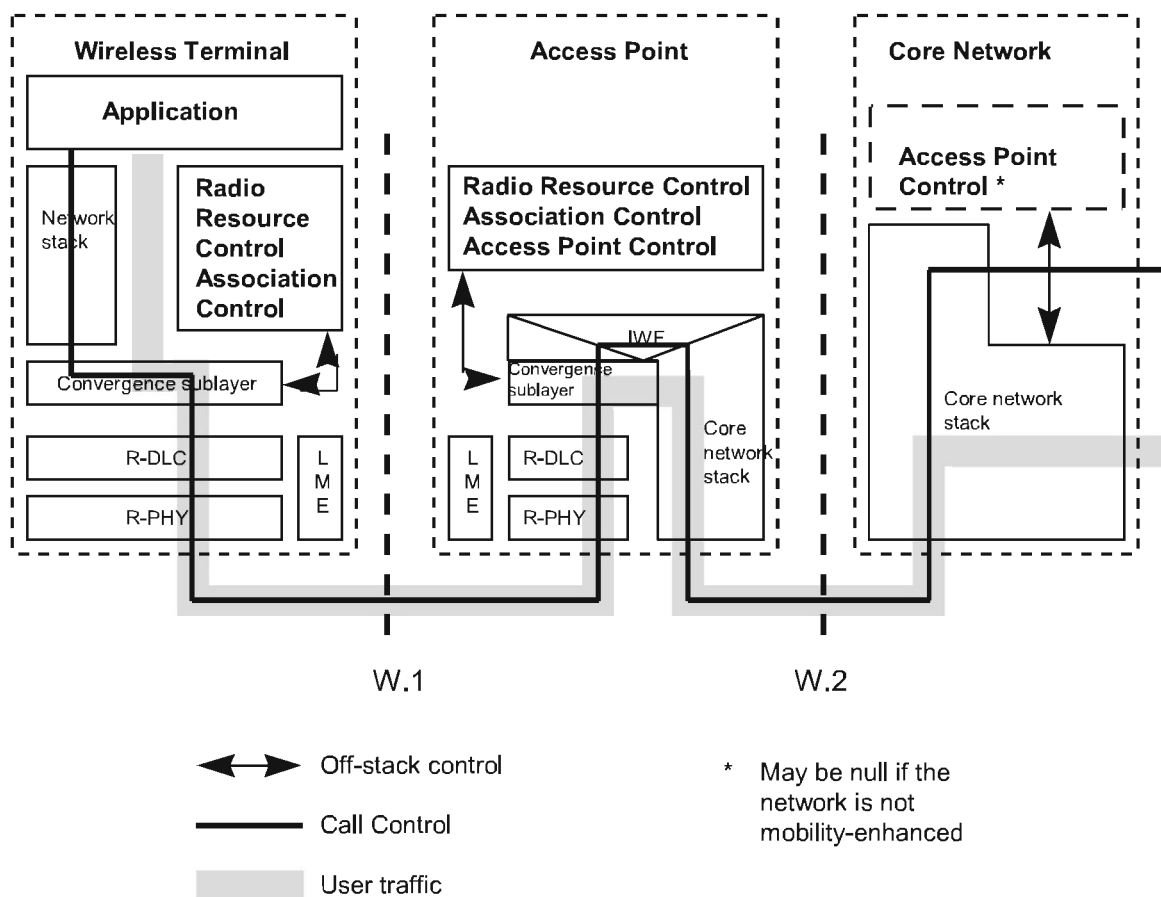 Wireless Terminal
Access Point
Core Network
Application
Network
stack
Radio
Resource
Control
Association
Control
Convergence sublayer
R-DLC
R-PHY
L
M
E
Radio Resource Control
Association Control
Access Point Control
IWF
Convergence
sublayer
L
M
E
R-DLC
R-PHY
Core
network
stack
Access Point
Control *
Core network
stack
W.1
W.2
Off-stack control
Call Control
User traffic
* May be null if the
network is not
mobility-enhanced